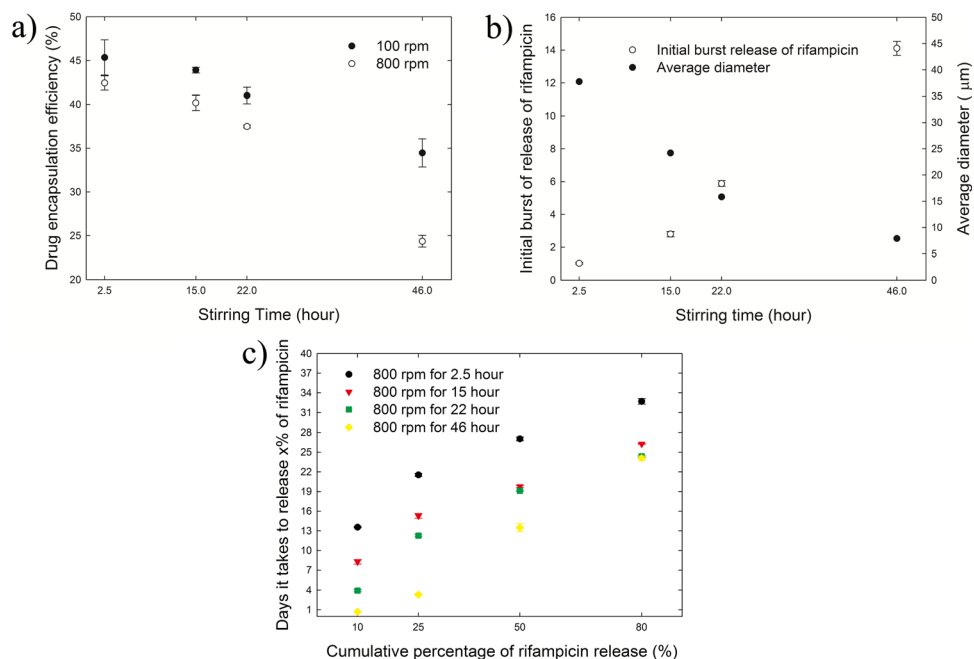 a)
50
45
40
35
30
25
20
Drug encapsulation efficiency (%)
100 rpm
800 rpm
2.5
15.0
22.0
46.0
Stirring Time (hour)
b)
16
14
12
10
8
6
4
2
0
Initial burst of release of rifampicin
Initial burst release of rifampicin
Average diameter
50
45
40
35
30
25
20
15
10
5
0
Average diameter ( μm)
2.5
15.0
22.0
46.0
Stirring time (hour)
c)
40
37
34
31
28
25
22
19
16
13
10
7
4
1
Days it takes to release x% of rifampicin
800 rpm for 2.5 hour
800 rpm for 15 hour
800 rpm for 22 hour
800 rpm for 46 hour
10
25
50
80
Cumulative percentage of rifampicin release (%)